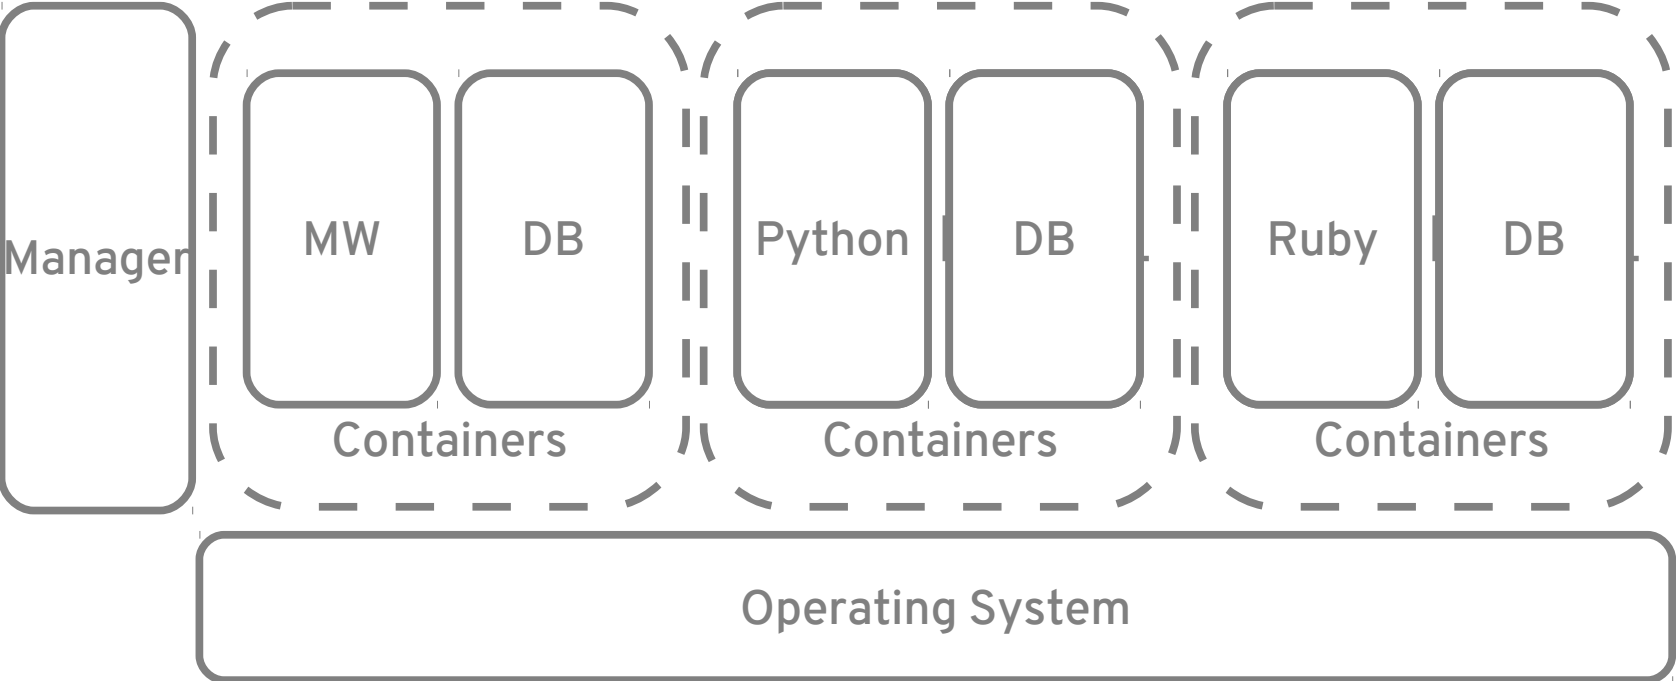 Manager
MW
DB
Containers
Python
DB
Containers
Ruby
DB
Containers
Operating System